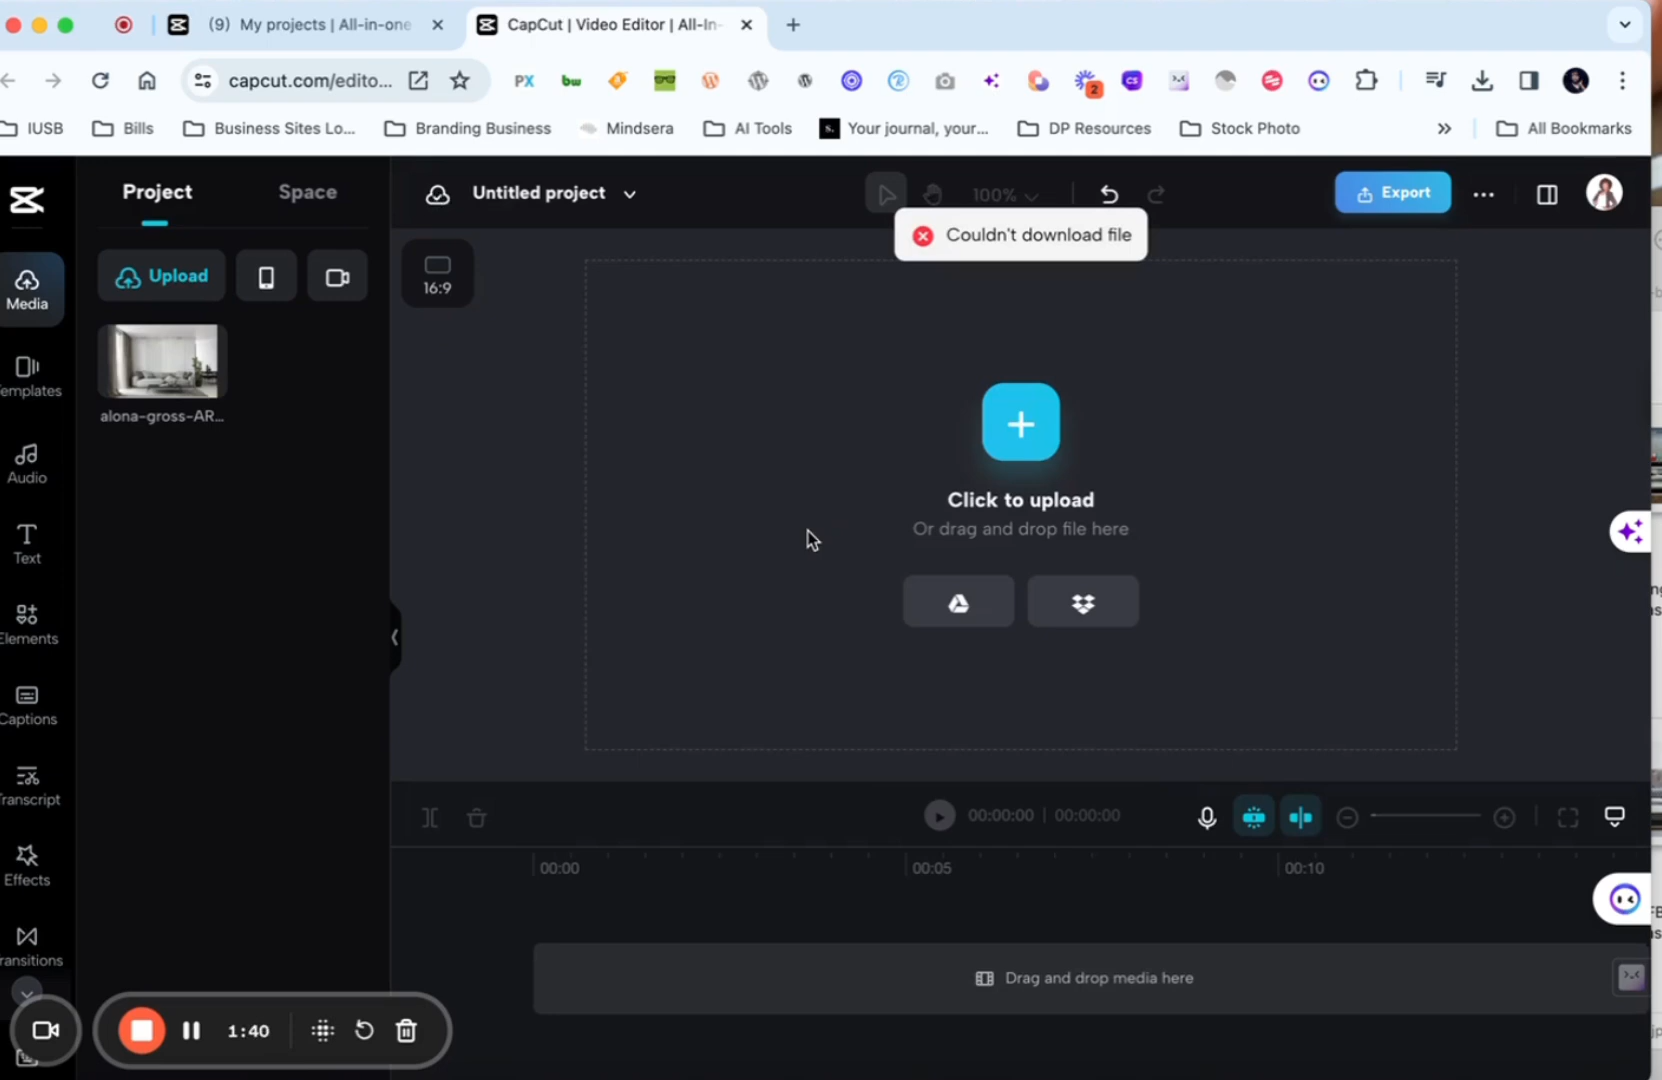 (9) My projects | All-in-one
CapCut | Video Editor | All-In-
capcut.com/edito...
PX
bw
2
CS
IUSB
Bills
Business Sites Lo...
Branding Business
Mindsera
AI Tools
s.
Your journal, your...
DP Resources
Stock Photo
All Bookmarks
Project
Space
Untitled project
100%
Export
Couldn't download file
Upload
16:9
Media
alona-gross-AR...
emplates
Audio
Text
Elements
Captions
ranscript
Effects
ransitions
Click to upload
Or drag and drop file here
00:00:00 | 00:00:00
00:00
00:05
00:10
Drag and drop media here
1:40